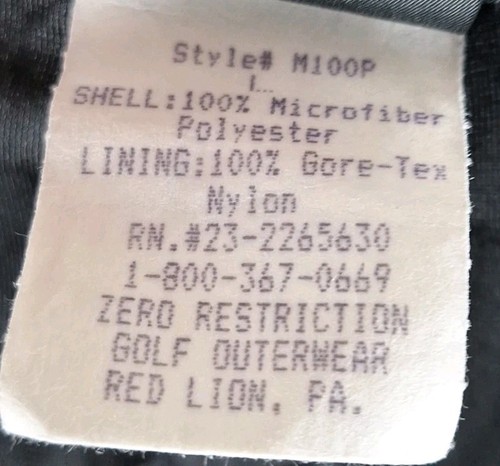 Style# M100P
L
SHELL:100% Microfiber
Polyester
LINING:100% Gore-Tex
Nylon
RN.#23-2265630
1-800-367-0669
ZERO RESTRICTION
GOLF OUTERWEAR
RED LION, PA.